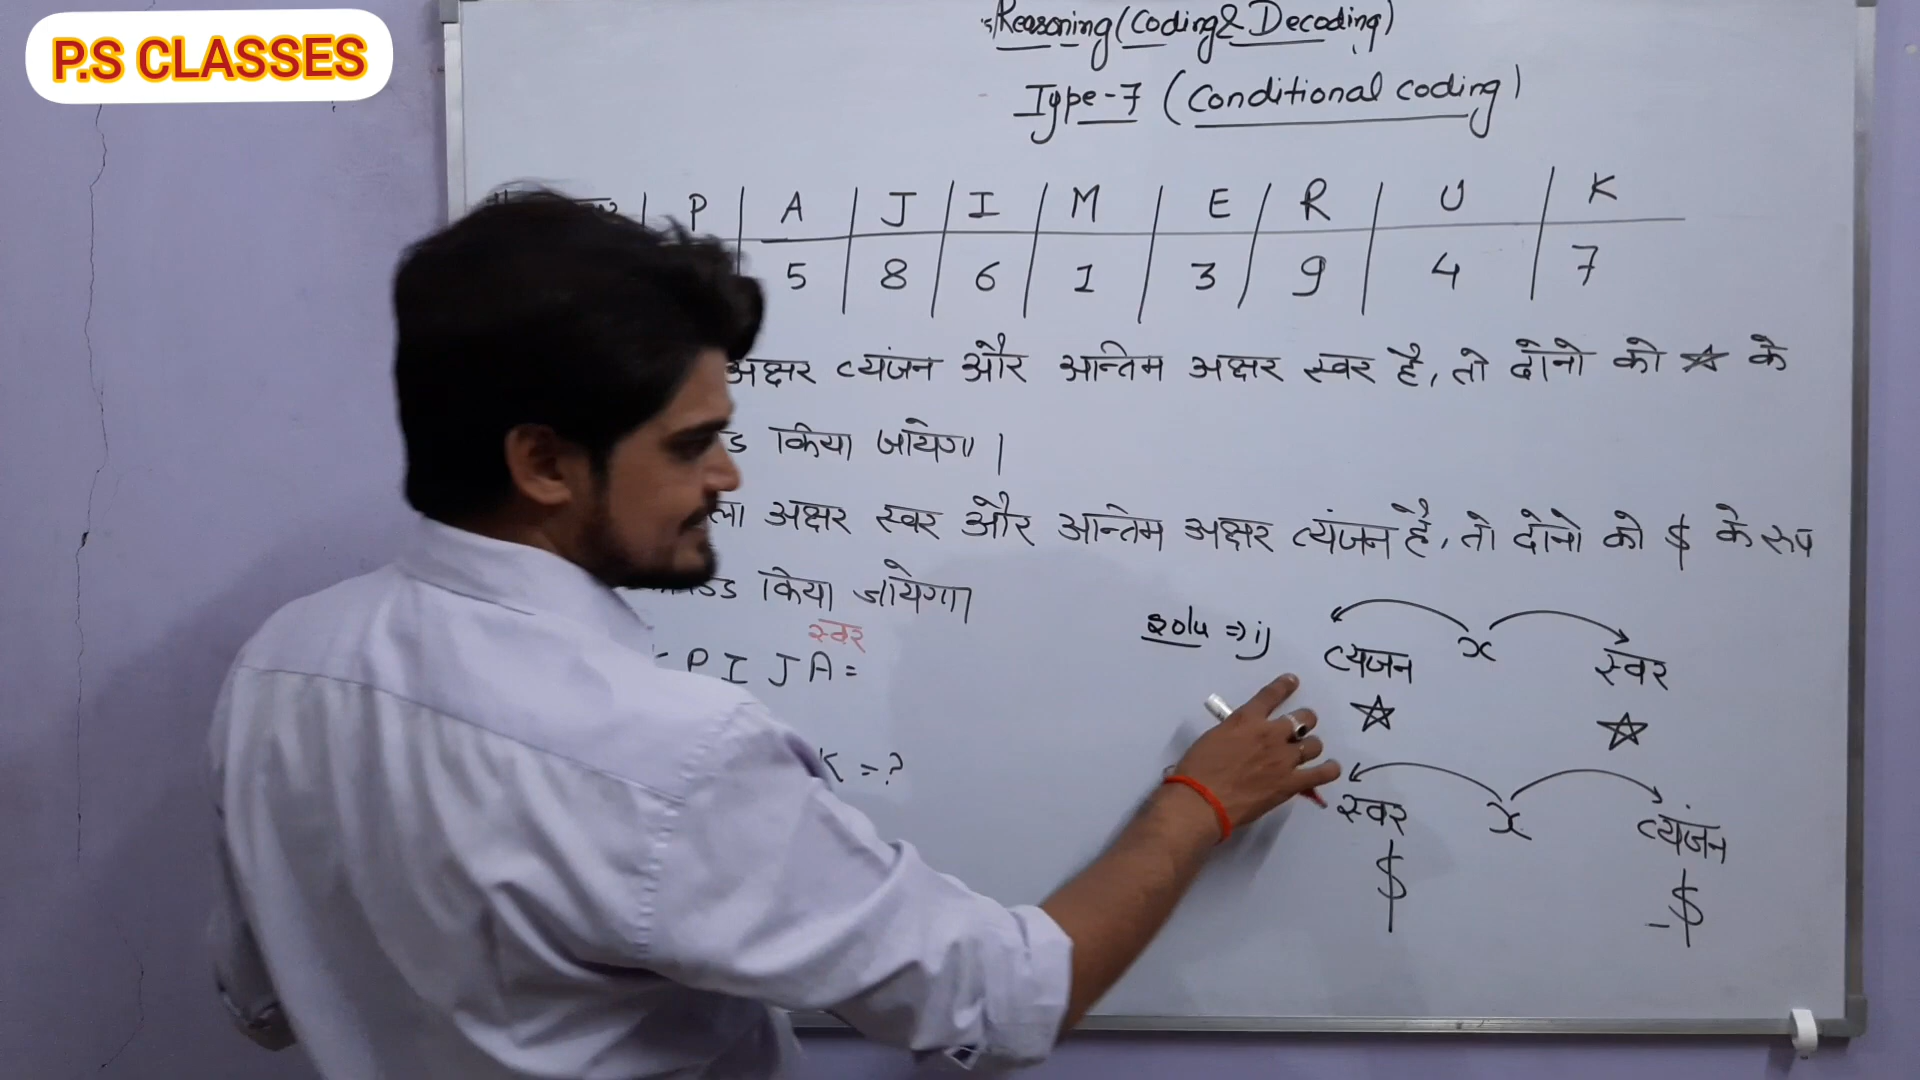 P.S CLASSES
Reasoning (Coding & Decoding)
Type-7 (Conditional coding)
P A J I M E R U K
5 8 6 1 3 9 4 7
अक्षर व्यंजन और अन्तिम अक्षर स्वर है, तो दोनो को ☆ के
किया जायेगा |
अक्षर स्वर और अन्तिम अक्षर व्यंजन है, तो दोनो को $ के रूप
किया जायेगा|
स्वर
P I J A =
K = ?
Solu ⇒ i)
व्यजन x स्वर
☆ ☆
स्वर x व्यंजन
$ $